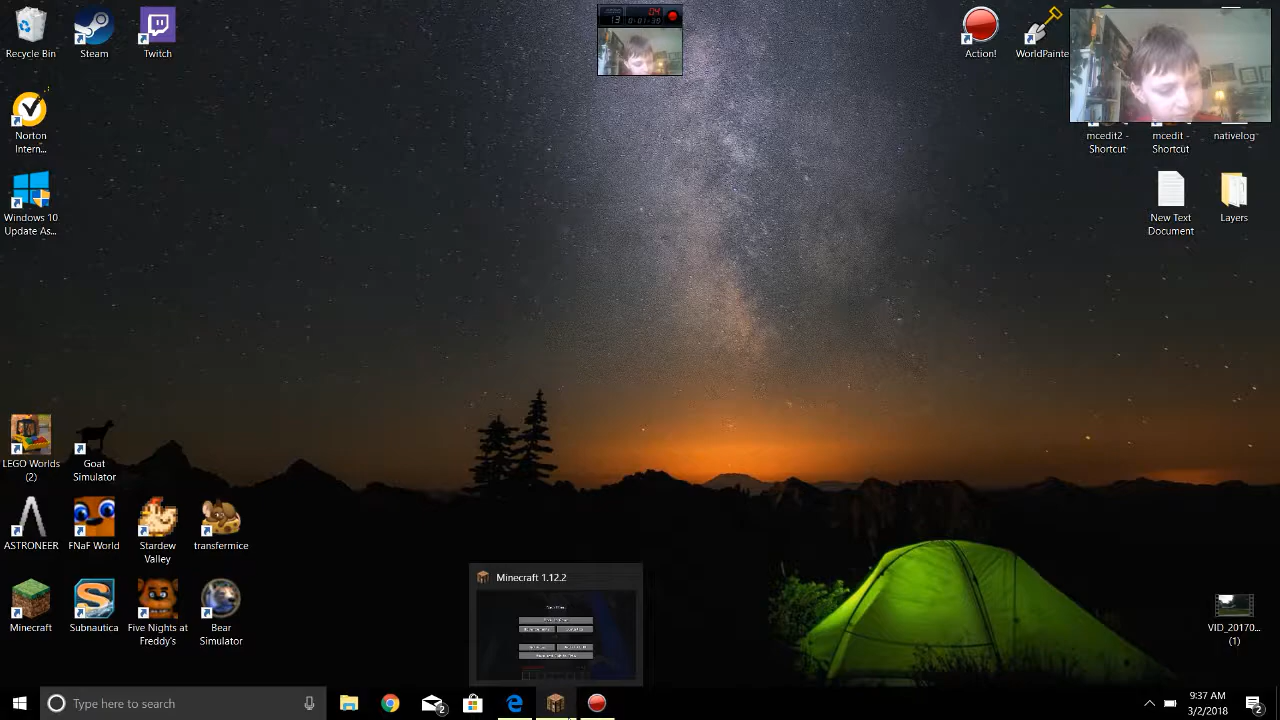 Recycle Bin
Steam
Twitch
Action!
WorldPainte
Norton
Intern...
mcedit2 -
Shortcut
mcedit -
Shortcut
nativelog
Windows 10
Update As...
New Text
Document
Layers
LEGO Worlds
(2)
Goat
Simulator
ASTRONEER
FNaF World
Stardew
Valley
transfermice
Minecraft 1.12.2
Minecraft
Subnautica
Five Nights at
Freddy's
Bear
Simulator
VID_20170...
(1)
Type here to search
2
9:37 AM
3/2/2018
2